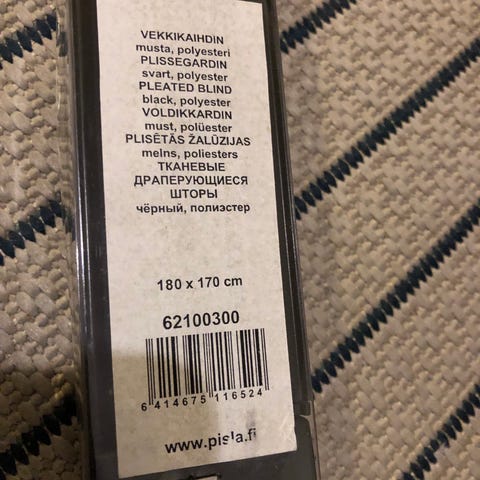 VEKKIKAIHDIN
musta, polyesteri
PLISSEGARDIN
svart, polyester
PLEATED BLIND
black, polyester
VOLDIKKARDIN
must, polüester
PLISĒTĀS ŽALŪZIJAS
melns, poliesters
ТКАНЕВЫЕ
ДРАПЕРУЮЩИЕСЯ
ШТОРЫ
чёрный, полиэстер
180 x 170 cm
62100300
6 414675 116524
www.pisla.fi